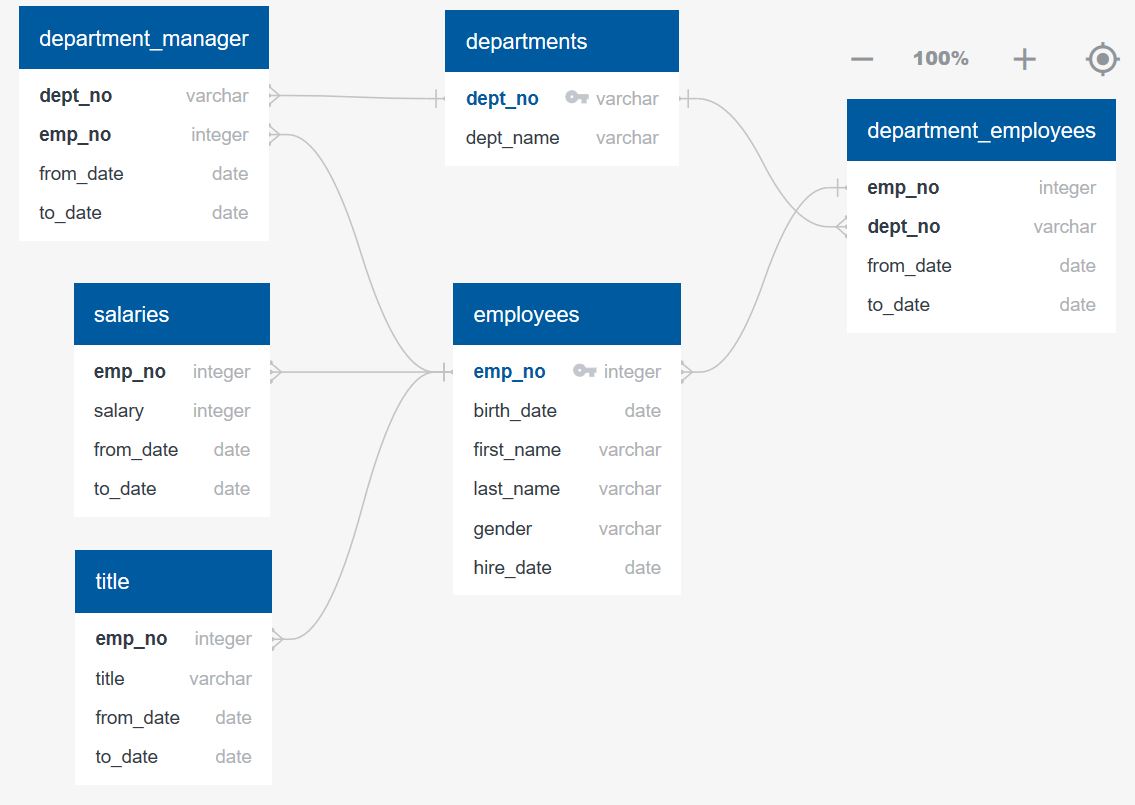 department_manager
dept_no varchar
emp_no integer
from_date date
to_date date
departments
dept_no varchar
dept_name varchar
100%
department_employees
emp_no integer
dept_no varchar
from_date date
to_date date
salaries
emp_no integer
salary integer
from_date date
to_date date
employees
emp_no integer
birth_date date
first_name varchar
last_name varchar
gender varchar
hire_date date
title
emp_no integer
title varchar
from_date date
to_date date